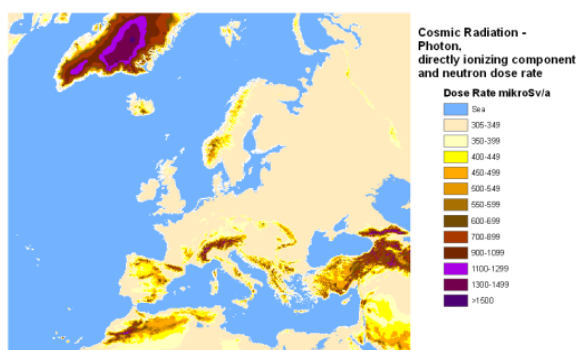 Cosmic Radiation -
Photon,
directly ionizing component
and neutron dose rate
Dose Rate mikroSv/a
Sea
305-349
350-399
400-449
450-499
500-549
550-599
600-699
700-899
900-1099
1100-1299
1300-1499
>1500